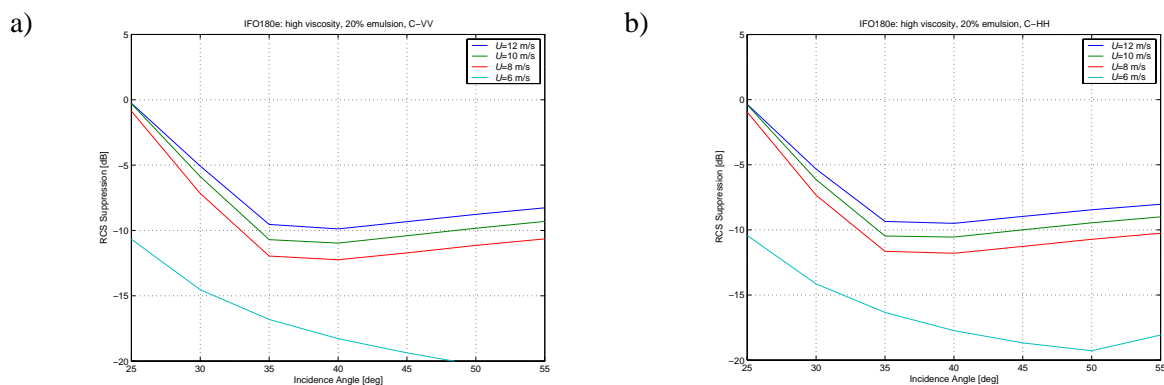 a)
IFO180e: high viscosity, 20% emulsion, C−VV
U=12 m/s
U=10 m/s
U=8 m/s
U=6 m/s
5
0
−5
−10
−15
−20
RCS Suppression [dB]
25 30 35 40 45 50 55
Incidence Angle [deg]
b)
IFO180e: high viscosity, 20% emulsion, C−HH
U=12 m/s
U=10 m/s
U=8 m/s
U=6 m/s
5
0
−5
−10
−15
−20
RCS Suppression [dB]
25 30 35 40 45 50 55
Incidence Angle [deg]